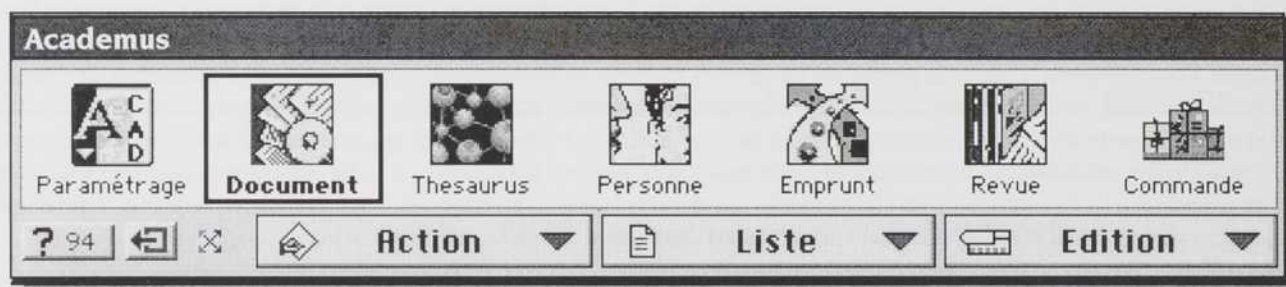 Academus
A C A D
Paramétrage Document Thesaurus Personne Emprunt Revue Commande
? 94 Action Liste Edition